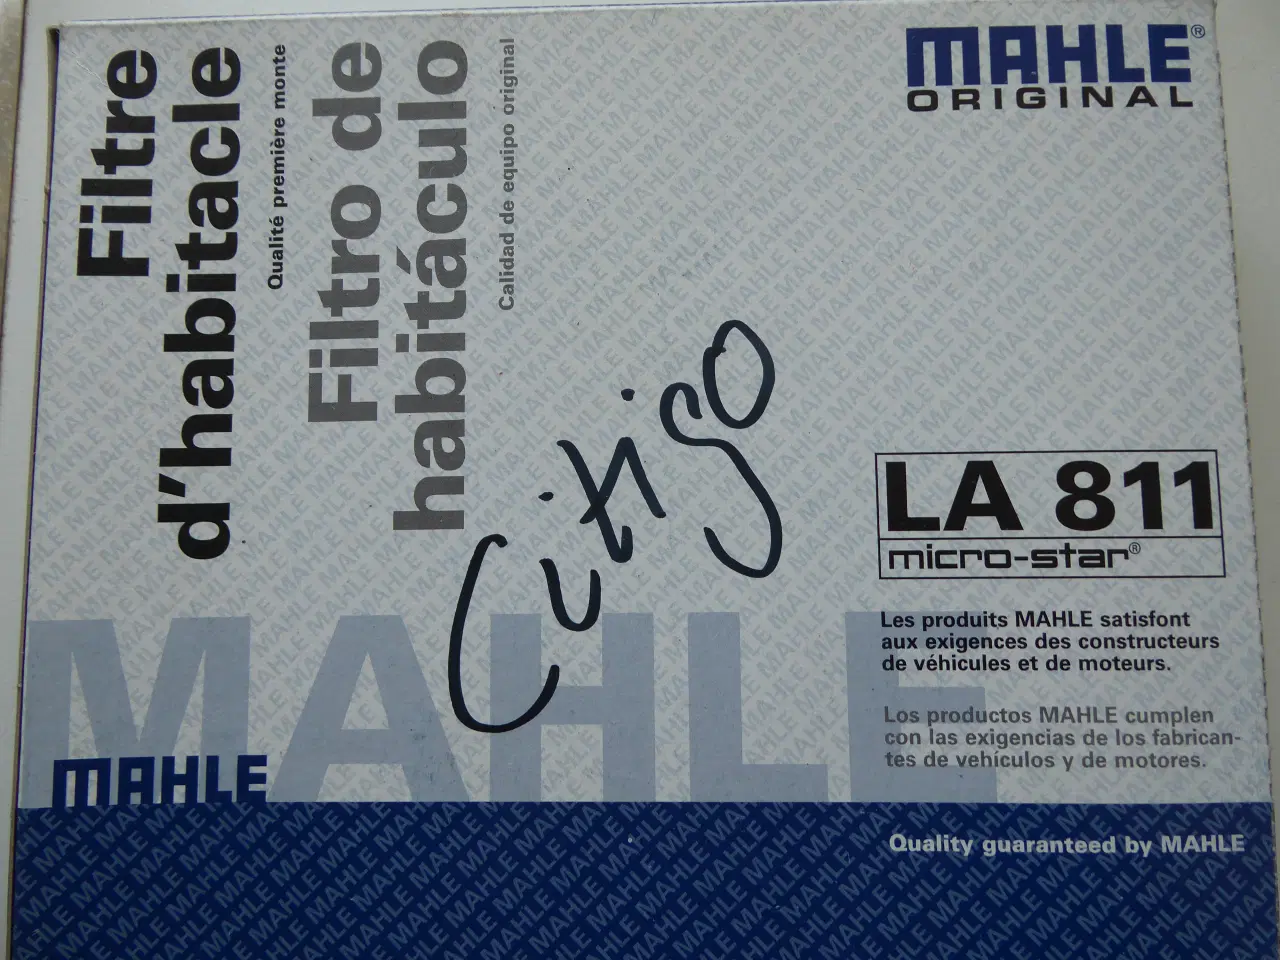 Filtre
d'habitacle
Qualité première monte
Filtro de
habitáculo
Calidad de equipo original
MAHLE®
ORIGINAL
Citigo
LA 811
micro-star®
Les produits MAHLE satisfont
aux exigences des constructeurs
de véhicules et de moteurs.
Los productos MAHLE cumplen
con las exigencias de los fabrican-
tes de vehículos y de motores.
MAHLE
MAHLE
Quality guaranteed by MAHLE